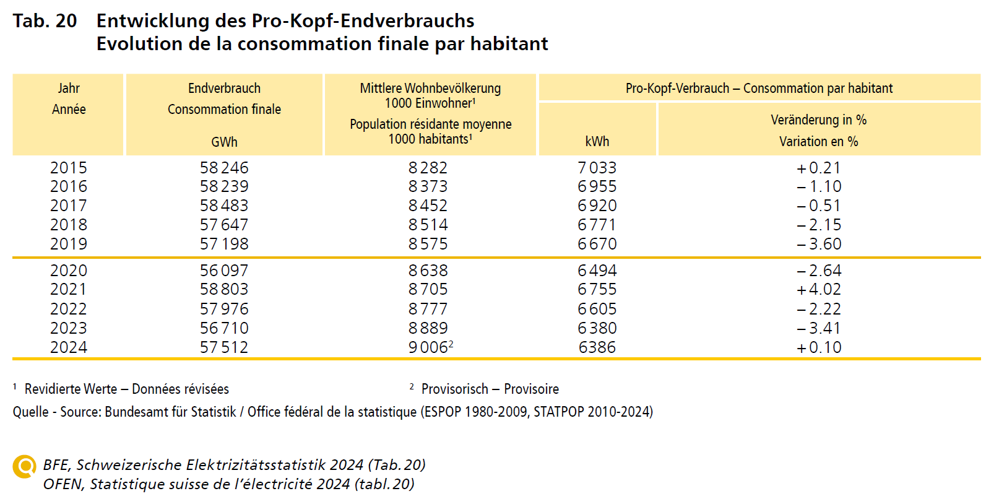 Tab. 20 Entwicklung des Pro-Kopf-Endverbrauchs
Evolution de la consommation finale par habitant
Jahr
Année
Endverbrauch
Consommation finale
GWh
Mittlere Wohnbevölkerung
1000 Einwohner¹
Population résidante moyenne
1000 habitants¹
Pro-Kopf-Verbrauch – Consommation par habitant
kWh
Veränderung in %
Variation en %
2015 58 246 8 282 7 033 + 0.21
2016 58 239 8 373 6 955 – 1.10
2017 58 483 8 452 6 920 – 0.51
2018 57 647 8 514 6 771 – 2.15
2019 57 198 8 575 6 670 – 3.60
2020 56 097 8 638 6 494 – 2.64
2021 58 803 8 705 6 755 + 4.02
2022 57 976 8 777 6 605 – 2.22
2023 56 710 8 889 6 380 – 3.41
2024 57 512 9 006² 6386 + 0.10
¹ Revidierte Werte – Données révisées ² Provisorisch – Provisoire
Quelle - Source: Bundesamt für Statistik / Office fédéral de la statistique (ESPOP 1980-2009, STATPOP 2010-2024)
BFE, Schweizerische Elektrizitätsstatistik 2024 (Tab. 20)
OFEN, Statistique suisse de l’électricité 2024 (tabl. 20)